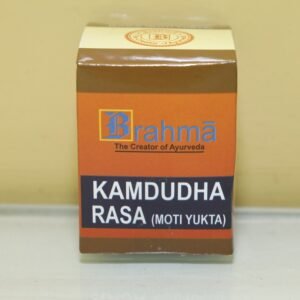 Brahmā
The Creator of Ayurveda
KAMDUDHA
RASA (MOTI YUKTA)